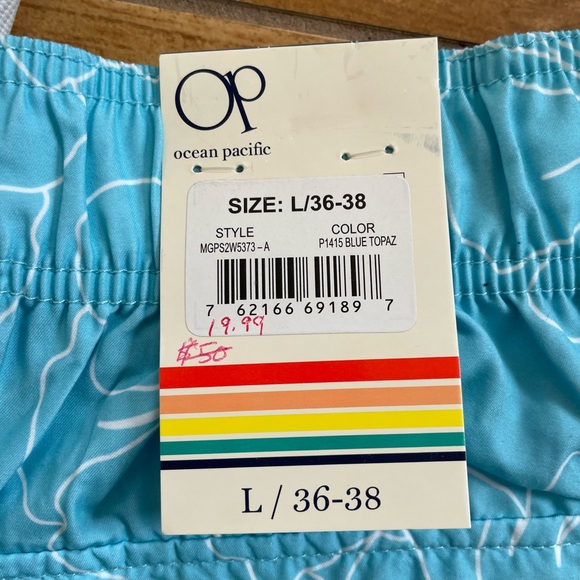 Op
ocean pacific
SIZE: L/36-38
STYLE COLOR
MGPS2W5373-A P1415 BLUE TOPAZ
7 62166 69189 7
19.99
$50
L / 36-38